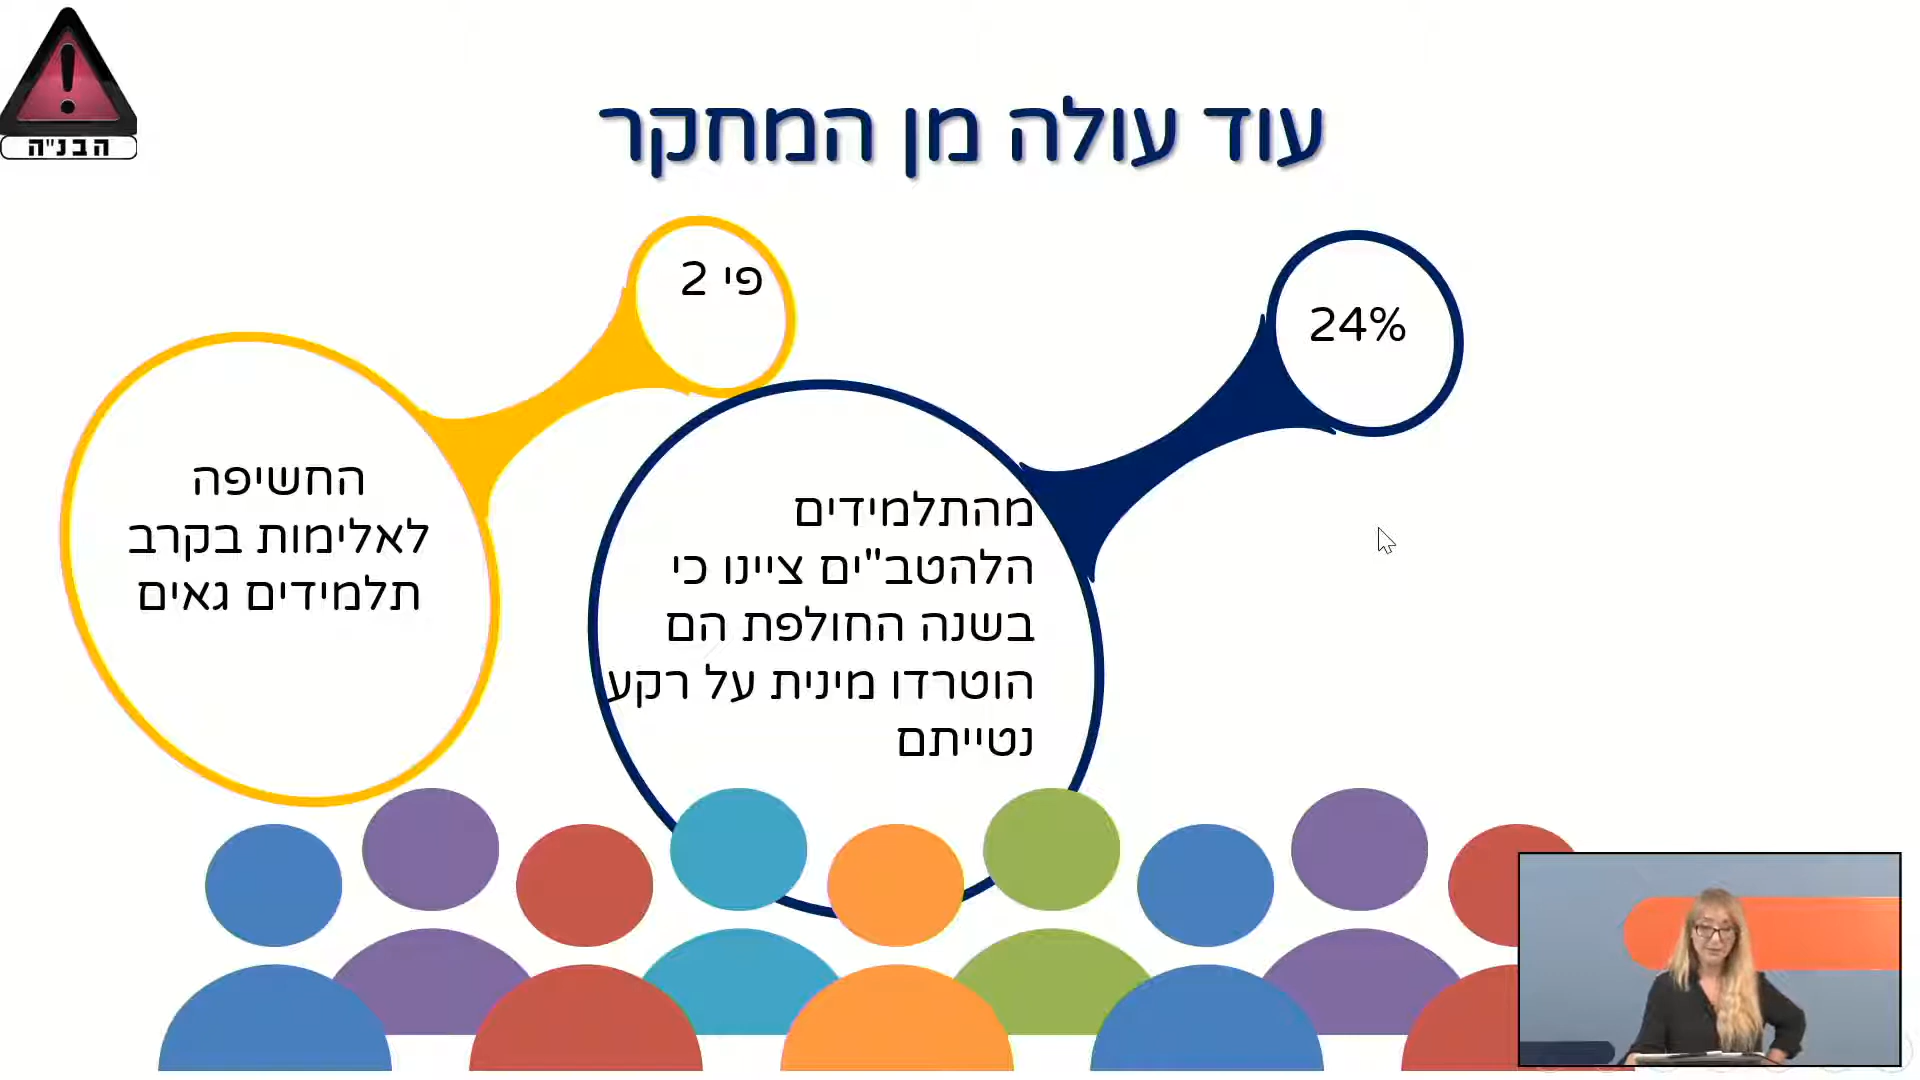 הבנ"ה
עוד עולה מן המחקר
24%
מהתלמידים
הלהטב"ים ציינו כי
בשנה החולפת הם
הוטרדו מינית על רקע
נטייתם
פי 2
החשיפה
לאלימות בקרב
תלמידים גאים